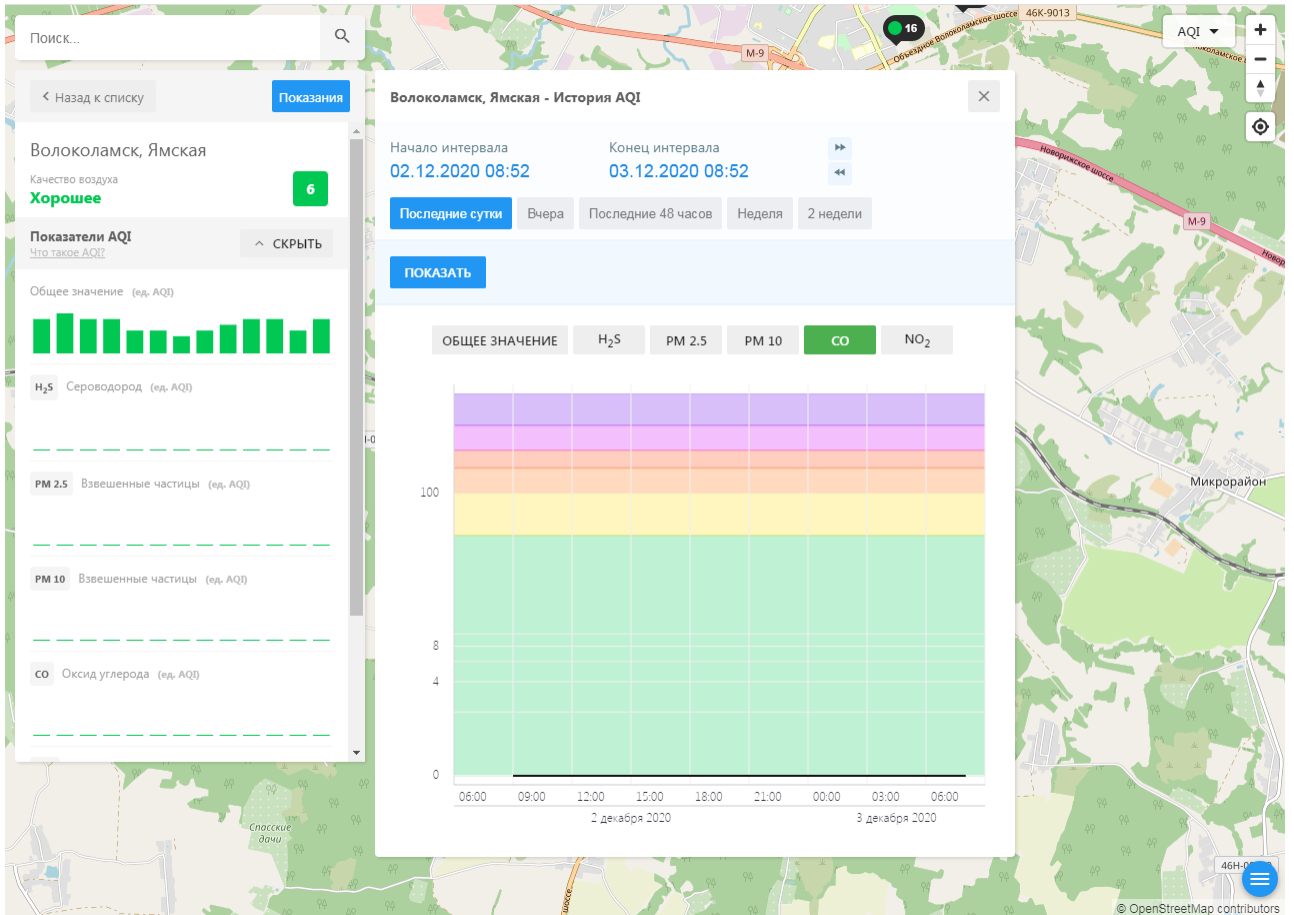 Поиск...
46К-9013
16
Объездное Волоколамское шоссе
М-9
AQI
Назад к списку
Показания
Волоколамск, Ямская
Качество воздуха
Хорошее
6
Показатели AQI
Что такое AQI?
СКРЫТЬ
Общее значение (ед. AQI)
H2S Сероводород (ед. AQI)
PM 2.5 Взвешенные частицы (ед. AQI)
PM 10 Взвешенные частицы (ед. AQI)
CO Оксид углерода (ед. AQI)
Волоколамск, Ямская - История AQI
Начало интервала
02.12.2020 08:52
Конец интервала
03.12.2020 08:52
Последние сутки
Вчера
Последние 48 часов
Неделя
2 недели
ПОКАЗАТЬ
ОБЩЕЕ ЗНАЧЕНИЕ
H2S
PM 2.5
PM 10
CO
NO2
100
8
4
0
06:00 09:00 12:00 15:00 18:00 21:00 00:00 03:00 06:00
2 декабря 2020 3 декабря 2020
Новорижское шоссе
М-9
Микрорайон
Спасские
дачи
© OpenStreetMap contributors